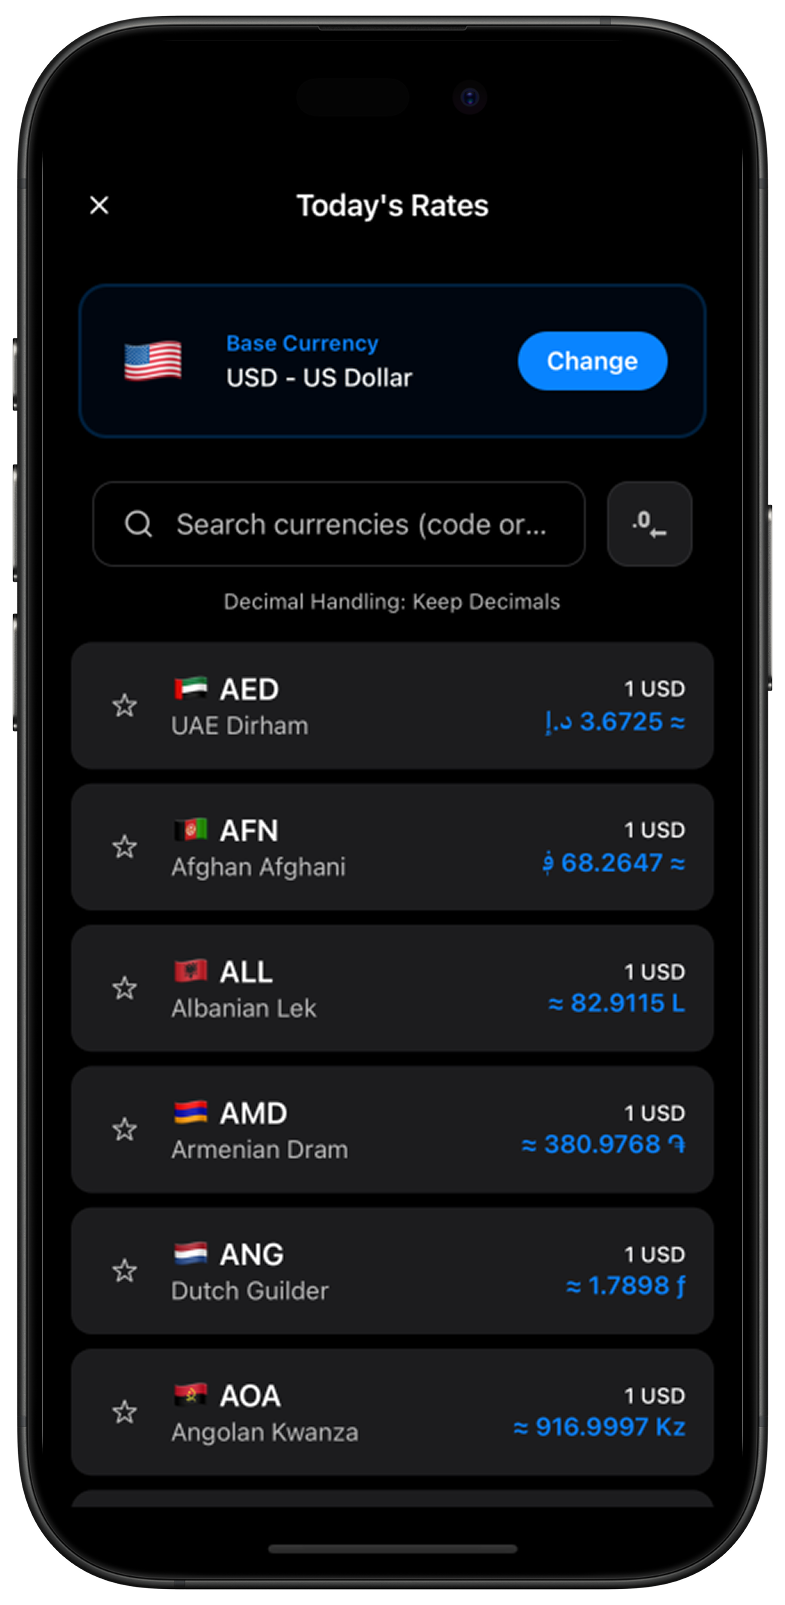 Today's Rates
Base Currency
USD - US Dollar
Change
Search currencies (code or...
.0
Decimal Handling: Keep Decimals
AED
UAE Dirham
1 USD
≈ 3.6725 د.إ
AFN
Afghan Afghani
1 USD
≈ 68.2647 ؋
ALL
Albanian Lek
1 USD
≈ 82.9115 L
AMD
Armenian Dram
1 USD
≈ 380.9768 ֏
ANG
Dutch Guilder
1 USD
≈ 1.7898 ƒ
AOA
Angolan Kwanza
1 USD
≈ 916.9997 Kz